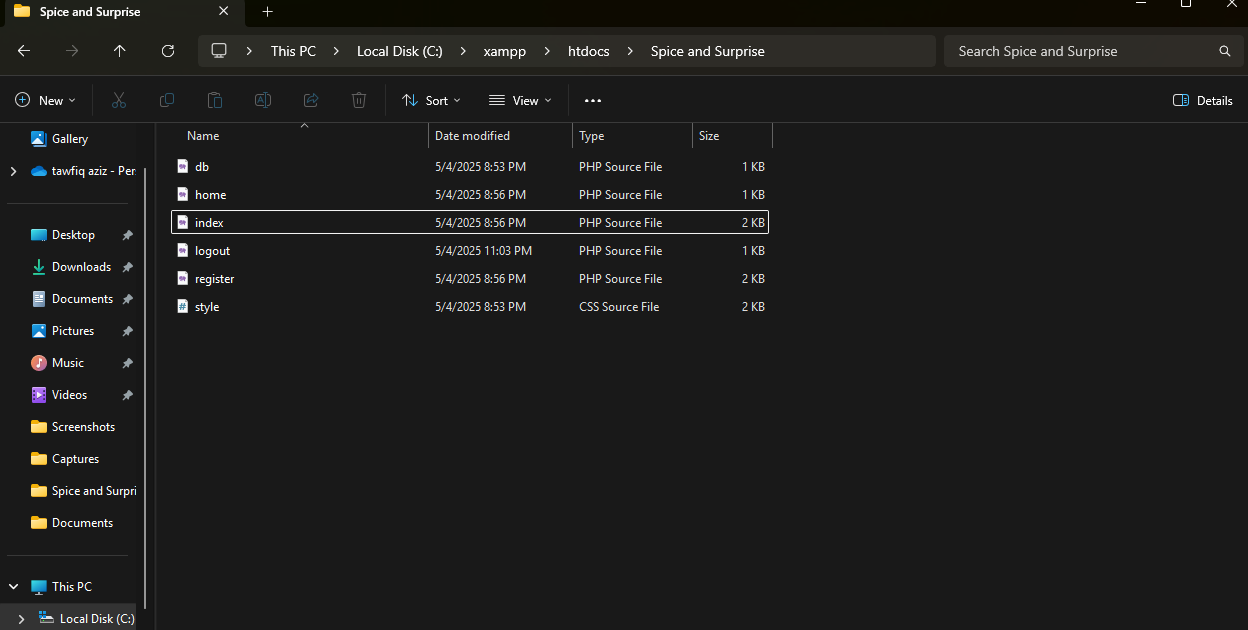 Spice and Surprise
This PC > Local Disk (C:) > xampp > htdocs > Spice and Surprise
Search Spice and Surprise
New
Sort
View
Details
Gallery
tawfiq aziz - Per
Desktop
Downloads
Documents
Pictures
Music
Videos
Screenshots
Captures
Spice and Surpri
Documents
This PC
Local Disk (C:)
Name Date modified Type Size
db 5/4/2025 8:53 PM PHP Source File 1 KB
home 5/4/2025 8:56 PM PHP Source File 1 KB
index 5/4/2025 8:56 PM PHP Source File 2 KB
logout 5/4/2025 11:03 PM PHP Source File 1 KB
register 5/4/2025 8:56 PM PHP Source File 2 KB
style 5/4/2025 8:53 PM CSS Source File 2 KB